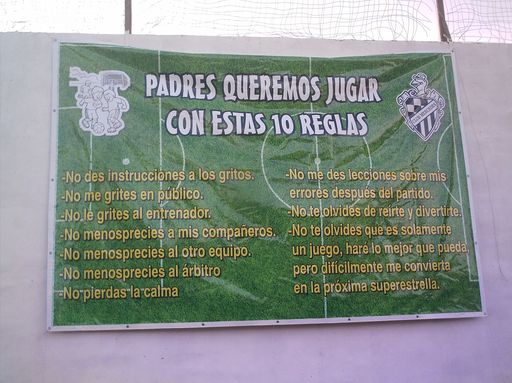 PADRES QUEREMOS JUGAR
CON ESTAS 10 REGLAS
-No des instrucciones a los gritos.
-No me grites en público.
-No le grites al entrenador.
-No menosprecies a mis compañeros.
-No menosprecies al otro equipo.
-No menosprecies al árbitro
-No pierdas la calma
-No me des lecciones sobre mis
errores después del partido.
-No te olvides de reirte y divertirte.
-No te olvides que es solamente
un juego, haré lo mejor que pueda,
pero difícilmente me convierta
en la próxima superestrella.